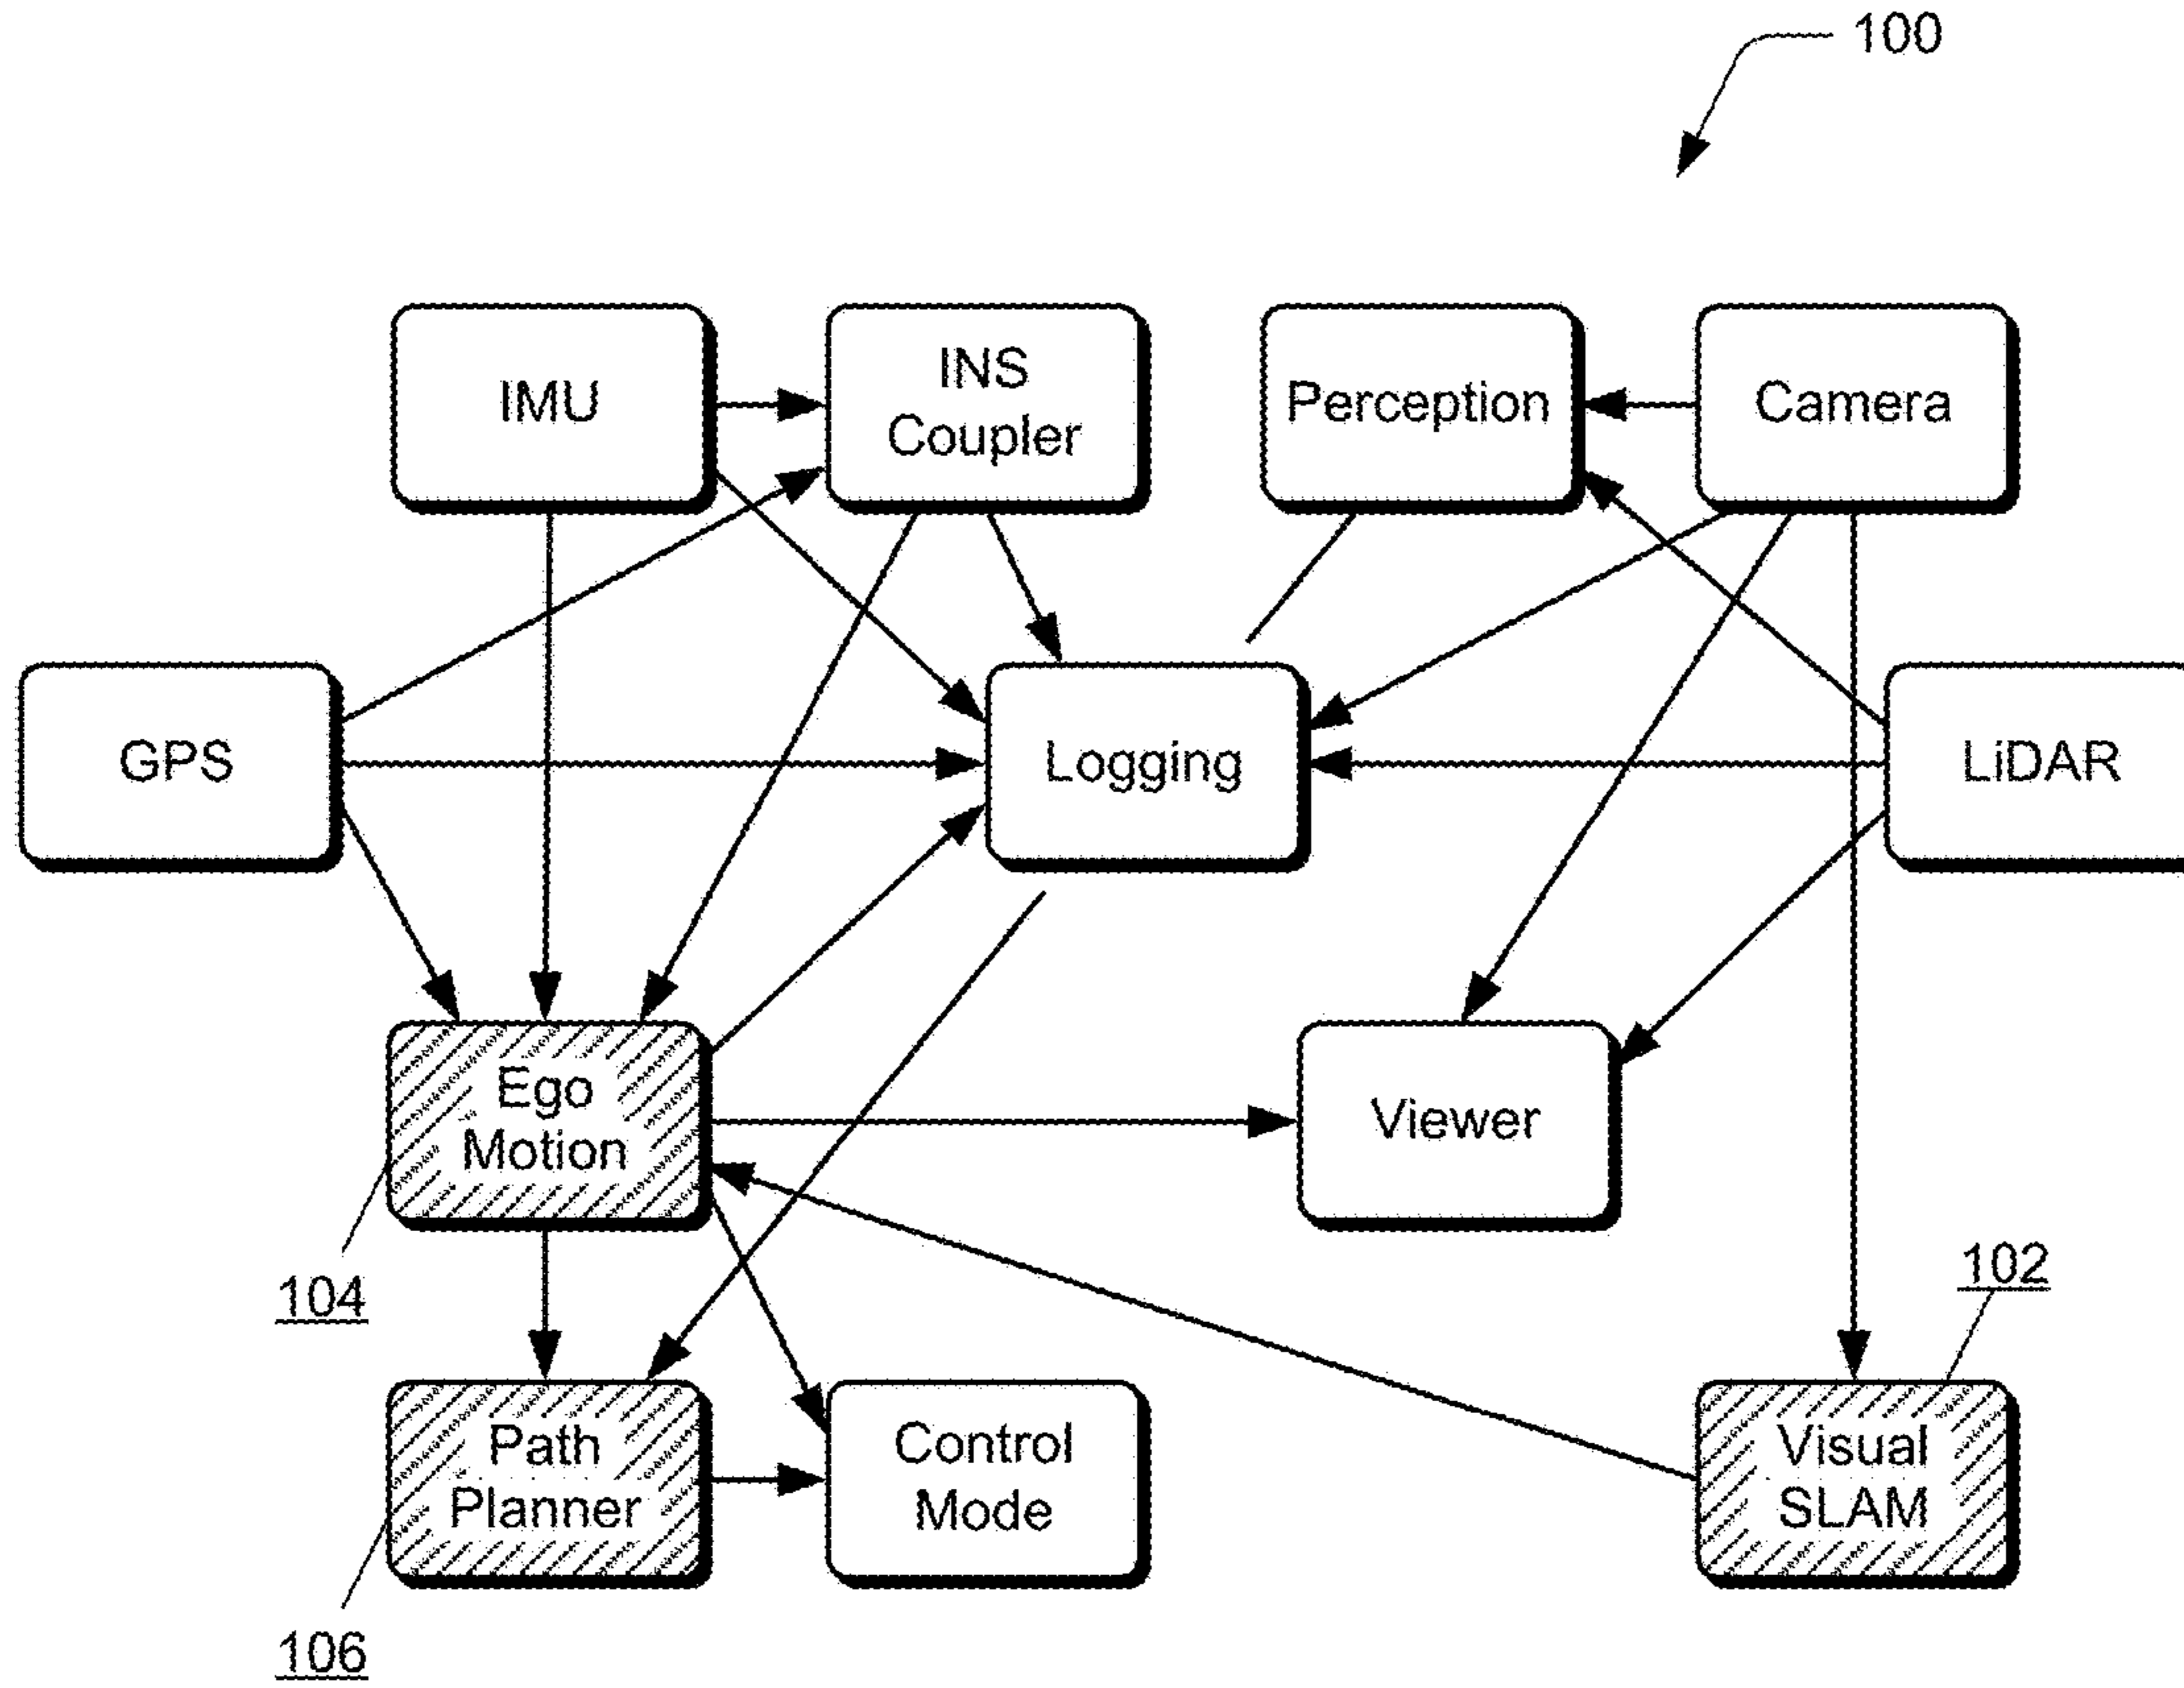 100
IMU
INS
Coupler
Perception
Camera
GPS
Logging
LiDAR
Ego
Motion
Viewer
104
102
Path
Planner
Control
Mode
Visual
SLAM
106